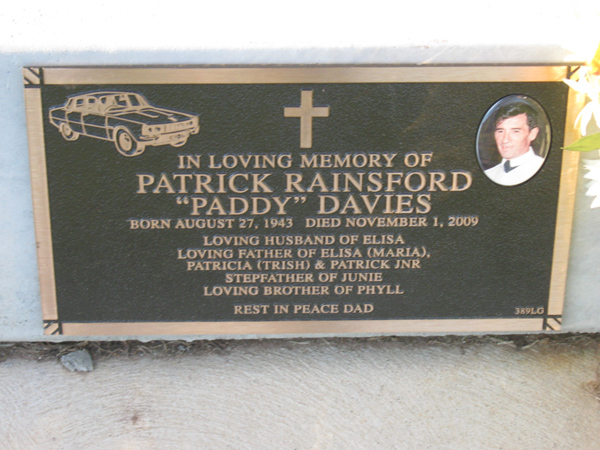 IN LOVING MEMORY OF
PATRICK RAINSFORD
"PADDY" DAVIES
BORN AUGUST 27, 1943 DIED NOVEMBER 1, 2009
LOVING HUSBAND OF ELISA
LOVING FATHER OF ELISA (MARIA),
PATRICIA (TRISH) & PATRICK JNR
STEPFATHER OF JUNIE
LOVING BROTHER OF PHYLL
REST IN PEACE DAD
389LG